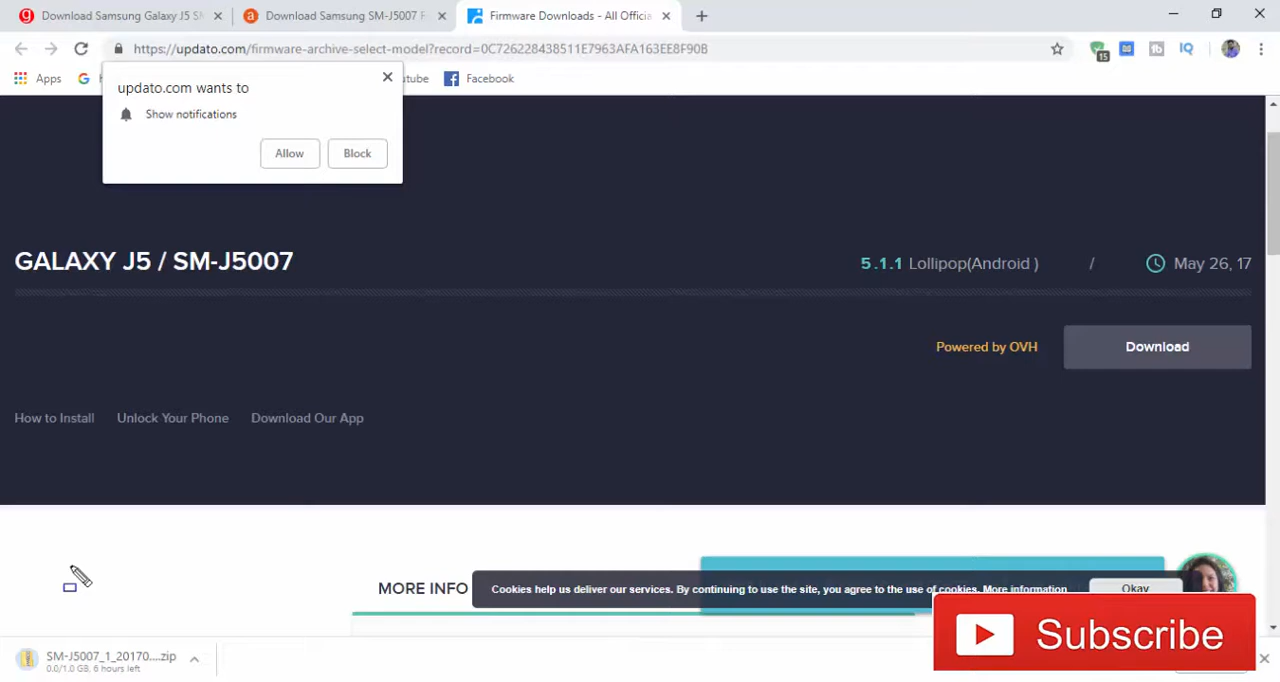 Download Samsung Galaxy J5 SM
Download Samsung SM-J5007 F
Firmware Downloads - All Officia
https://updato.com/firmware-archive-select-model?record=0C726228438511E7963AFA163EE8F90B
15
Apps
utube
Facebook
updato.com wants to
Show notifications
Allow
Block
GALAXY J5 / SM-J5007
5.1.1 Lollipop(Android )
/
May 26, 17
Powered by OVH
Download
How to Install
Unlock Your Phone
Download Our App
MORE INFO
Cookies help us deliver our services. By continuing to use the site, you agree to the use of cookies. More information
Okay
Subscribe
SM-J5007_1_20170....zip
0.0/1.0 GB, 6 hours left